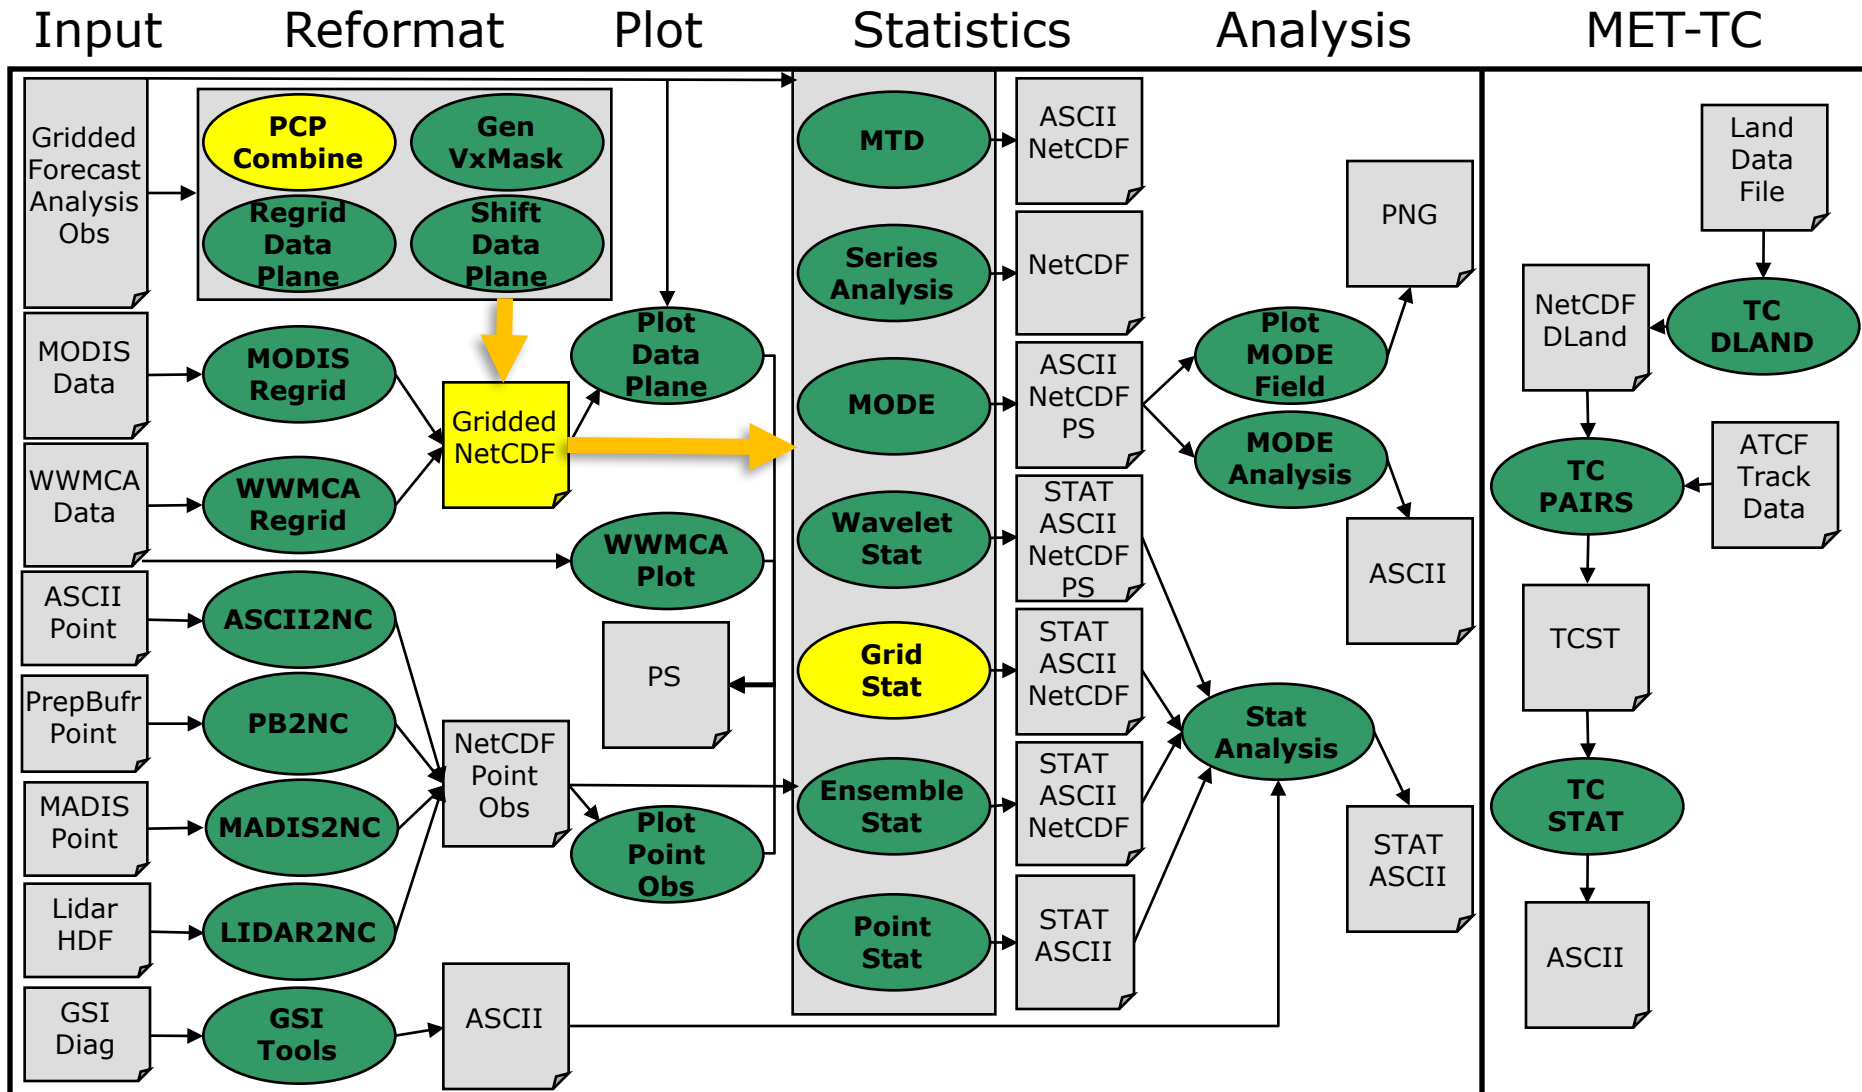 Input
Reformat
Plot
Statistics
Analysis
MET-TC
Gridded
Forecast
Analysis
Obs
PCP
Combine
Gen
VxMask
Regrid
Data
Plane
Shift
Data
Plane
MODIS
Data
MODIS
Regrid
WWMCA
Data
WWMCA
Regrid
Gridded
NetCDF
Plot
Data
Plane
WWMCA
Plot
ASCII
Point
ASCII2NC
PrepBufr
Point
PB2NC
MADIS
Point
MADIS2NC
Lidar
HDF
LIDAR2NC
GSI
Diag
GSI
Tools
ASCII
NetCDF
Point
Obs
PS
Plot
Point
Obs
MTD
ASCII
NetCDF
Series
Analysis
NetCDF
MODE
ASCII
NetCDF
PS
Wavelet
Stat
STAT
ASCII
NetCDF
PS
Grid
Stat
STAT
ASCII
NetCDF
Ensemble
Stat
STAT
ASCII
NetCDF
Point
Stat
STAT
ASCII
Plot
MODE
Field
PNG
MODE
Analysis
ASCII
Stat
Analysis
STAT
ASCII
Land
Data
File
TC
DLAND
NetCDF
DLand
TC
PAIRS
ATCF
Track
Data
TCST
TC
STAT
ASCII